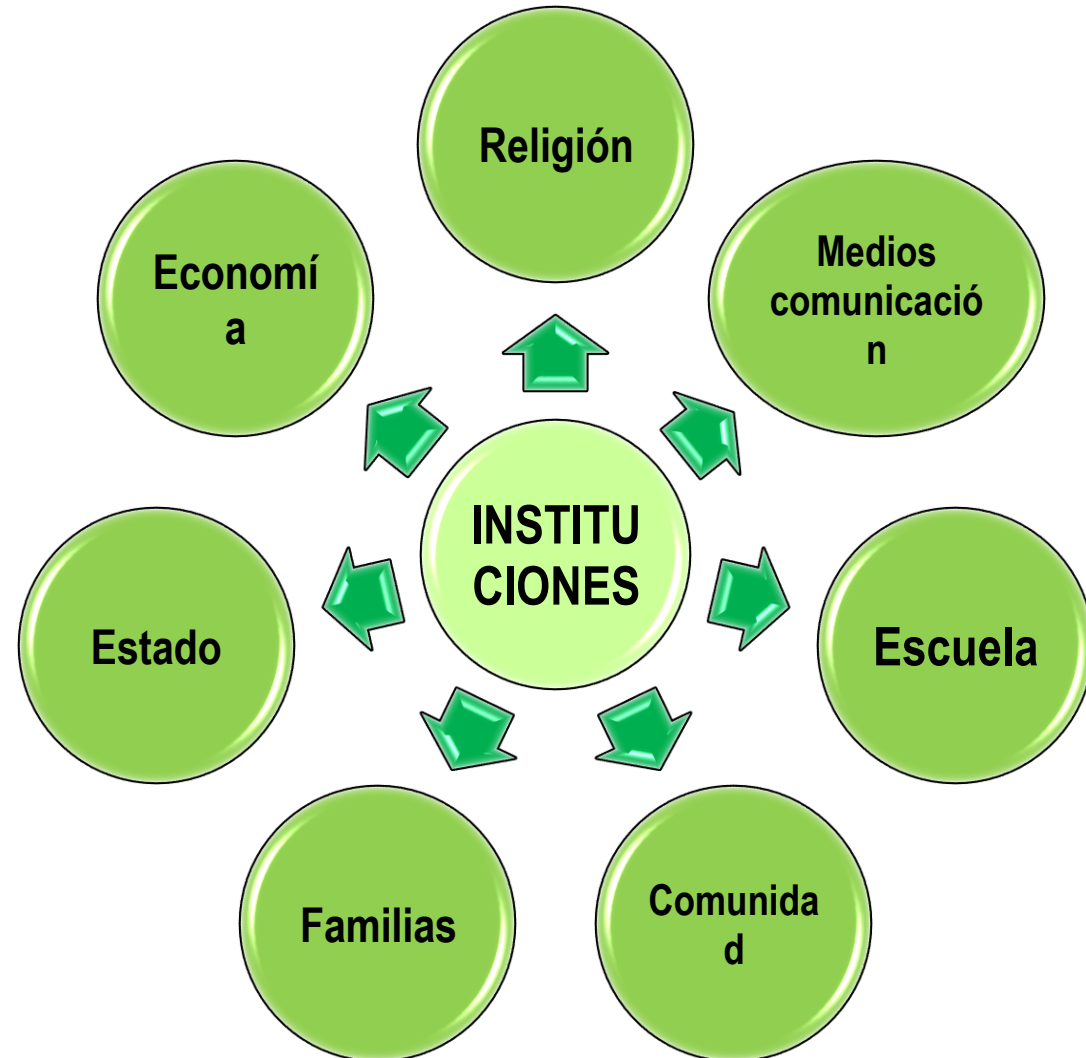 Religión
Medios
comunicació
n
Economí
a
INSTITU
CIONES
Estado
Escuela
Familias
Comunida
d